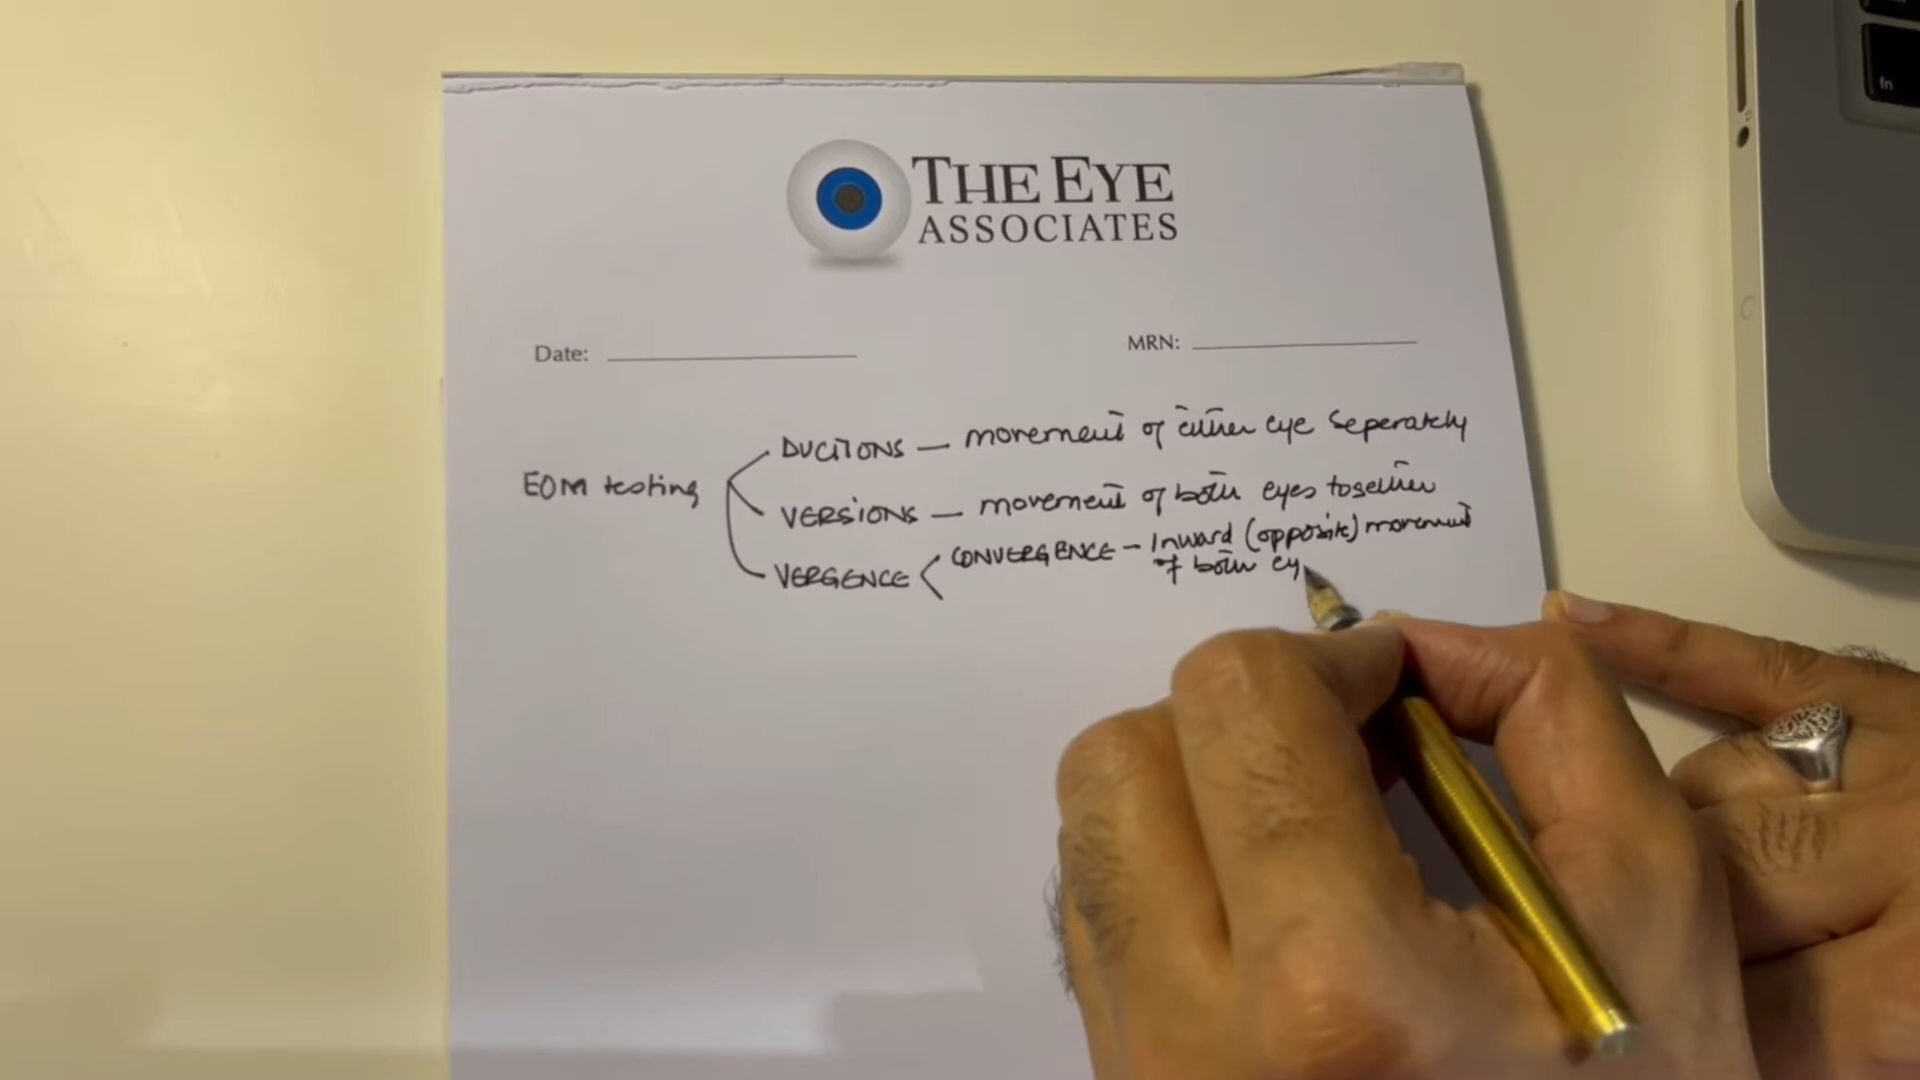 THE EYE
ASSOCIATES
Date:
MRN:
EOM testing
DUCTIONS — movement of either eye Seperately
VERSIONS — movement of both eyes together
VERGENCE
CONVERGENCE – Inward (opposite) movement
of both ey
fn